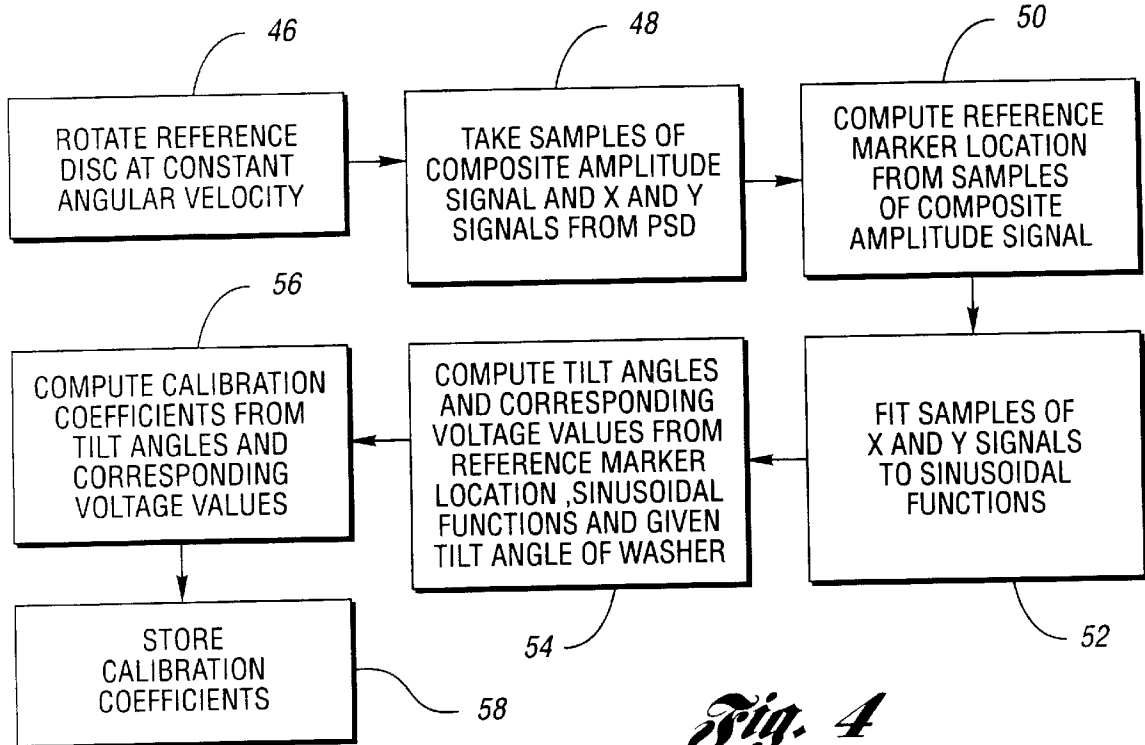 46
ROTATE REFERENCE
DISC AT CONSTANT
ANGULAR VELOCITY
48
TAKE SAMPLES OF
COMPOSITE AMPLITUDE
SIGNAL AND X AND Y
SIGNALS FROM PSD
50
COMPUTE REFERENCE
MARKER LOCATION
FROM SAMPLES
OF COMPOSITE
AMPLITUDE SIGNAL
FIT SAMPLES OF
X AND Y SIGNALS
TO SINUSOIDAL
FUNCTIONS
52
COMPUTE TILT ANGLES
AND CORRESPONDING
VOLTAGE VALUES FROM
REFERENCE MARKER
LOCATION ,SINUSOIDAL
FUNCTIONS AND GIVEN
TILT ANGLE OF WASHER
54
56
COMPUTE CALIBRATION
COEFFICIENTS FROM
TILT ANGLES AND
CORRESPONDING
VOLTAGE VALUES
STORE
CALIBRATION
COEFFICIENTS
58
Fig. 4